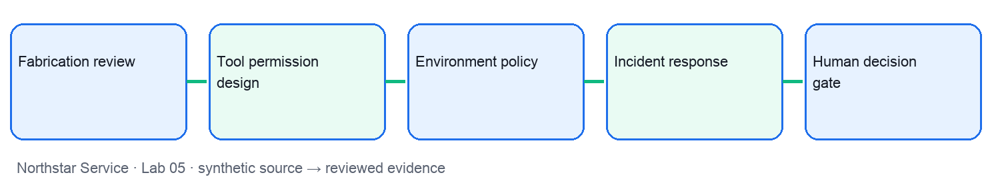 Fabrication review
Tool permission
design
Environment policy
Incident response
Human decision
gate
Northstar Service · Lab 05 · synthetic source → reviewed evidence